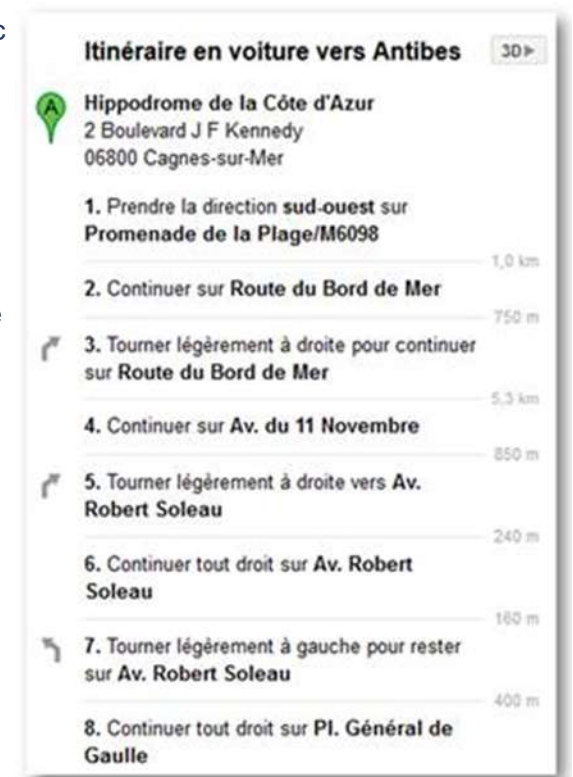 c
Itinéraire en voiture vers Antibes 3D
A
Hippodrome de la Côte d'Azur
2 Boulevard J F Kennedy
06800 Cagnes-sur-Mer
1. Prendre la direction sud-ouest sur
Promenade de la Plage/M6098
1,0 km
2. Continuer sur Route du Bord de Mer
750 m
e
3. Tourner légèrement à droite pour continuer
sur Route du Bord de Mer
5,3 km
4. Continuer sur Av. du 11 Novembre
850 m
5. Tourner légèrement à droite vers Av.
Robert Soleau
240 m
6. Continuer tout droit sur Av. Robert
Soleau
160 m
7. Tourner légèrement à gauche pour rester
sur Av. Robert Soleau
400 m
8. Continuer tout droit sur Pl. Général de
Gaulle